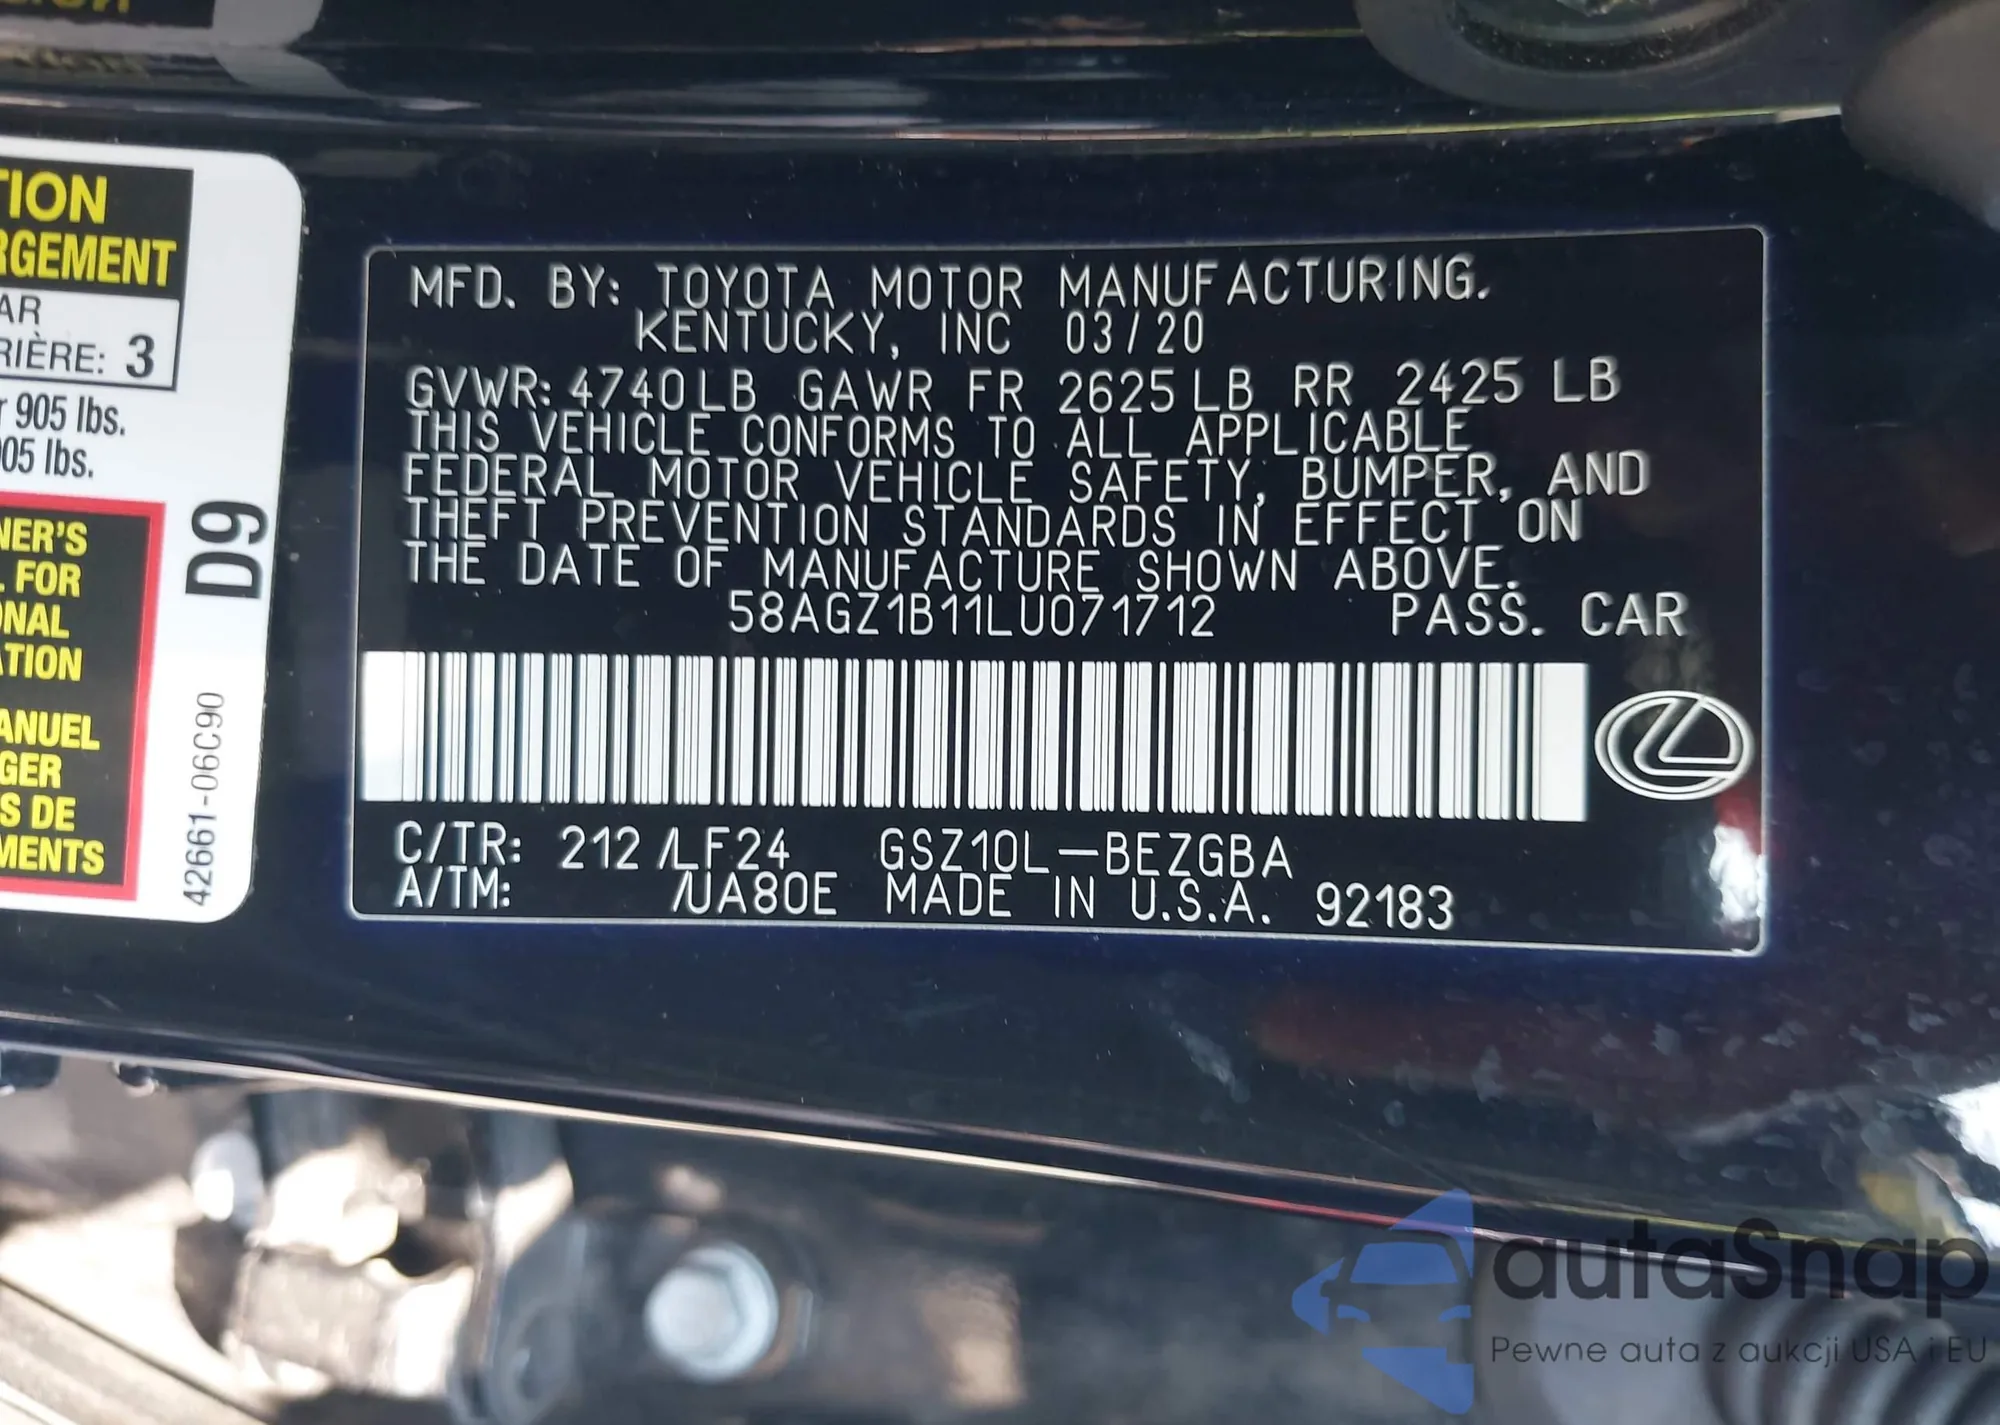 TION
RGEMENT
AR
RIÈRE: 3
905 lbs.
05 lbs.
NER'S
FOR
ONAL
ATION
ANUEL
GER
S DE
MENTS
D9
42661-06C90
MFD. BY: TOYOTA MOTOR MANUFACTURING.
KENTUCKY, INC 03/20
GVWR: 4740LB GAWR FR 2625LB RR 2425 LB
THIS VEHICLE CONFORMS TO ALL APPLICABLE
FEDERAL MOTOR VEHICLE SAFETY, BUMPER, AND
THEFT PREVENTION STANDARDS IN EFFECT ON
THE DATE OF MANUFACTURE SHOWN ABOVE.
58AGZ1B11LU071712 PASS. CAR
C/TR: 212 /LF24 GSZ10L-BEZGBA
A/TM: /UA80E MADE IN U.S.A. 92183
autaSnap
Pewne auta z aukcji USA i EU